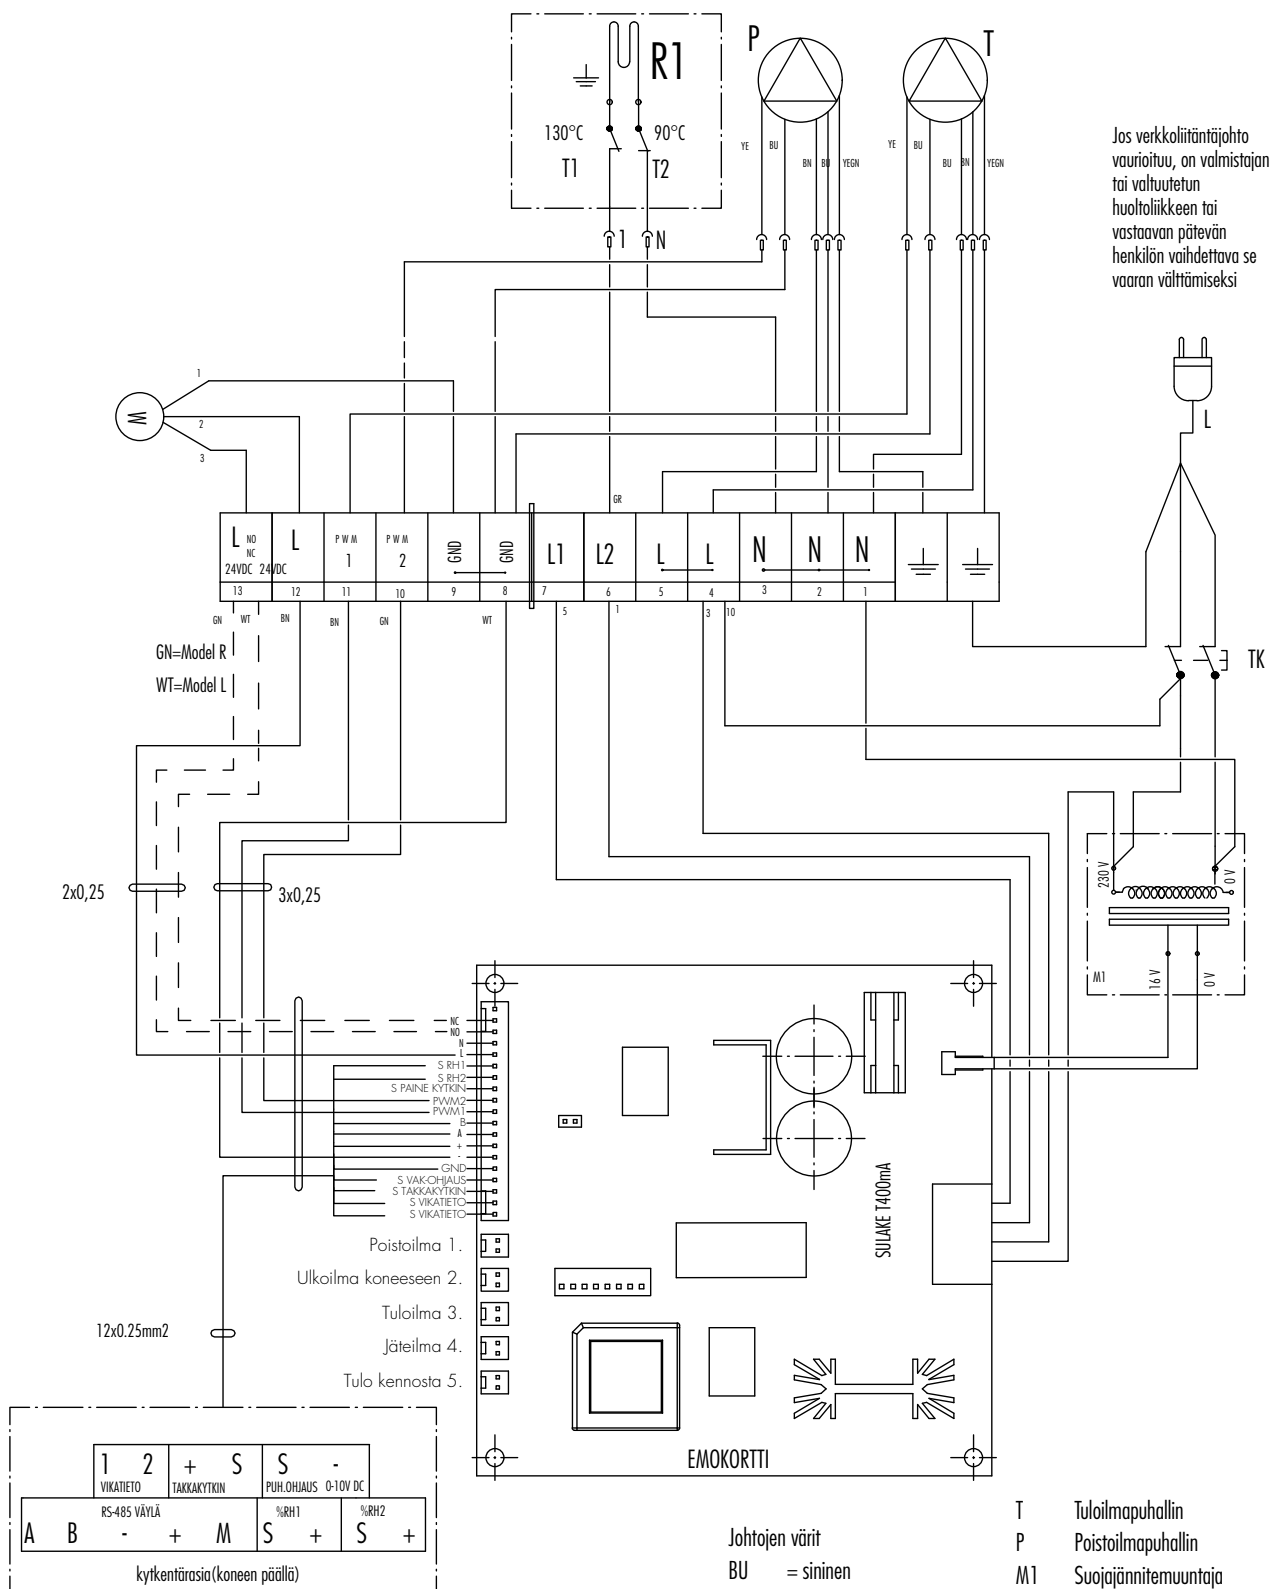 R1
P
T
130°C
90°C
T1
T2
YE
BU
BN
BU
YEGN
YE
BU
BU
BN
YEGN
Jos verkkoliitäntäjohto
vaurioituu, on valmistajan
tai valtuutetun
huoltoliikkeen tai
vastaavan pätevän
henkilön vaihdettava se
vaaran välttämiseksi
1
N
1
2
3
M
L
GR
L NO
NC
24VDC 24VDC
L
PWM
1
PWM
2
GND
GND
L1
L2
L
L
N
N
N
13
12
11
10
9
8
7
6
5
4
3
2
1
GN
WT
BN
BN
GN
WT
5
1
3
10
GN=Model R
WT=Model L
TK
2x0,25
3x0,25
230 V
0 V
M1
16 V
0 V
NC
NO
N
L
S RH1
S RH2
S PAINE KYTKIN
PWM2
PWM1
B
A
+
-
GND
S VAK-OHJAUS
S TAKKAKYTKIN
S VIKATIETO
S VIKATIETO
SULAKE T400mA
Poistoilma 1.
Ulkoilma koneeseen 2.
Tuloilma 3.
Jäteilma 4.
Tulo kennosta 5.
12x0.25mm2
EMOKORTTI
1 2 + S S -
VIKATIETO TAKKAKYTKIN PUH.OHJAUS 0-10V DC
RS-485 VÄYLÄ %RH1 %RH2
A B - + M S + S +
kytkentärasia(koneen päällä)
Johtojen värit
BU = sininen
T Tuloilmapuhallin
P Poistoilmapuhallin
M1 Suojajännitemuuntaja